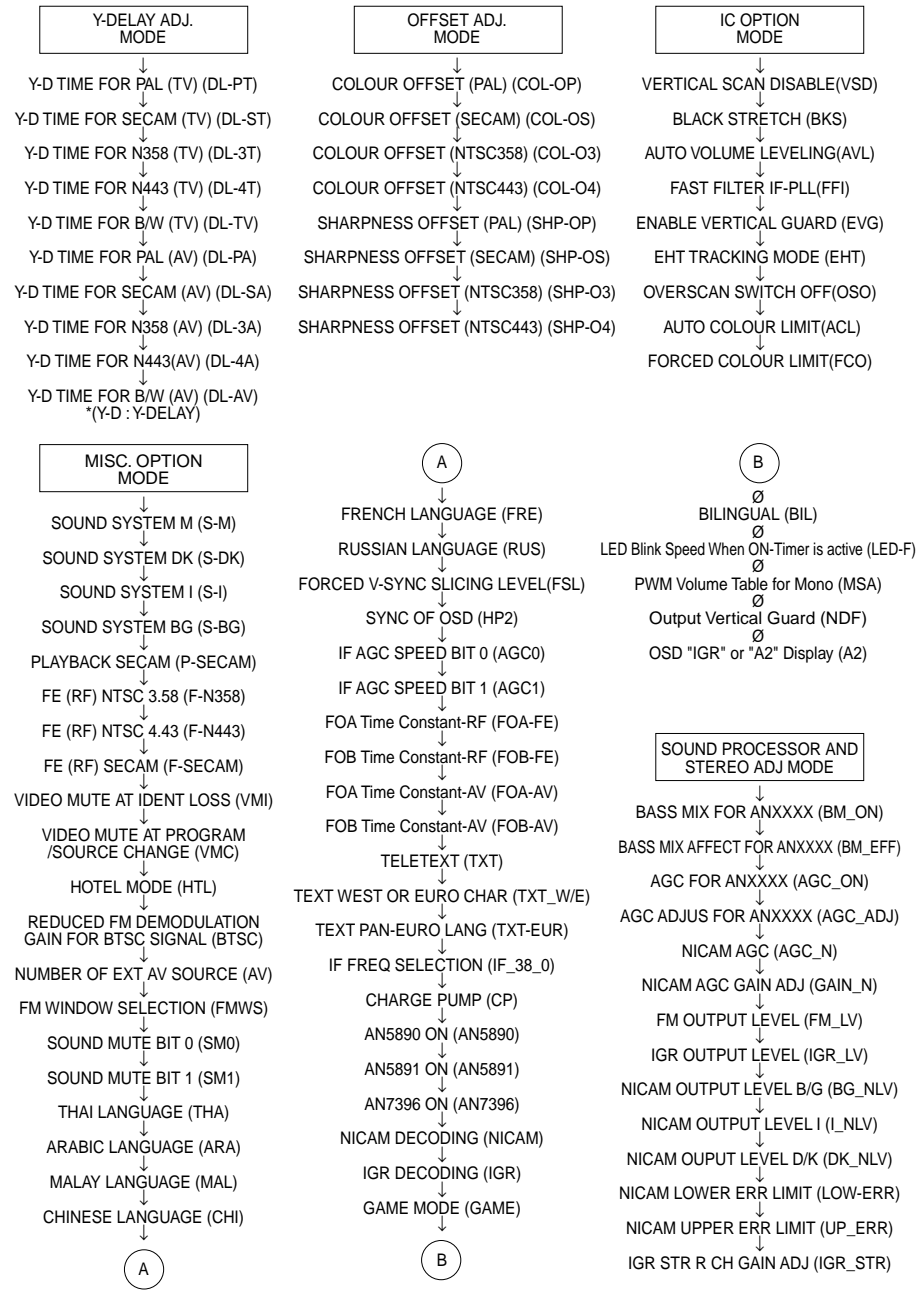 Y-DELAY ADJ.
MODE
↓
Y-D TIME FOR PAL (TV) (DL-PT)
↓
Y-D TIME FOR SECAM (TV) (DL-ST)
↓
Y-D TIME FOR N358 (TV) (DL-3T)
↓
Y-D TIME FOR N443 (TV) (DL-4T)
↓
Y-D TIME FOR B/W (TV) (DL-TV)
↓
Y-D TIME FOR PAL (AV) (DL-PA)
↓
Y-D TIME FOR SECAM (AV) (DL-SA)
↓
Y-D TIME FOR N358 (AV) (DL-3A)
↓
Y-D TIME FOR N443(AV) (DL-4A)
↓
Y-D TIME FOR B/W (AV) (DL-AV)
*(Y-D : Y-DELAY)
OFFSET ADJ.
MODE
↓
COLOUR OFFSET (PAL) (COL-OP)
↓
COLOUR OFFSET (SECAM) (COL-OS)
↓
COLOUR OFFSET (NTSC358) (COL-O3)
↓
COLOUR OFFSET (NTSC443) (COL-O4)
↓
SHARPNESS OFFSET (PAL) (SHP-OP)
↓
SHARPNESS OFFSET (SECAM) (SHP-OS)
↓
SHARPNESS OFFSET (NTSC358) (SHP-O3)
↓
SHARPNESS OFFSET (NTSC443) (SHP-O4)
IC OPTION
MODE
↓
VERTICAL SCAN DISABLE(VSD)
↓
BLACK STRETCH (BKS)
↓
AUTO VOLUME LEVELING(AVL)
↓
FAST FILTER IF-PLL(FFI)
↓
ENABLE VERTICAL GUARD (EVG)
↓
EHT TRACKING MODE (EHT)
↓
OVERSCAN SWITCH OFF(OSO)
↓
AUTO COLOUR LIMIT(ACL)
↓
FORCED COLOUR LIMIT(FCO)
MISC. OPTION
MODE
↓
SOUND SYSTEM M (S-M)
↓
SOUND SYSTEM DK (S-DK)
↓
SOUND SYSTEM I (S-I)
↓
SOUND SYSTEM BG (S-BG)
↓
PLAYBACK SECAM (P-SECAM)
↓
FE (RF) NTSC 3.58 (F-N358)
↓
FE (RF) NTSC 4.43 (F-N443)
↓
FE (RF) SECAM (F-SECAM)
↓
VIDEO MUTE AT IDENT LOSS (VMI)
↓
VIDEO MUTE AT PROGRAM
/SOURCE CHANGE (VMC)
↓
HOTEL MODE (HTL)
↓
REDUCED FM DEMODULATION
GAIN FOR BTSC SIGNAL (BTSC)
↓
NUMBER OF EXT AV SOURCE (AV)
↓
FM WINDOW SELECTION (FMWS)
↓
SOUND MUTE BIT 0 (SM0)
↓
SOUND MUTE BIT 1 (SM1)
↓
THAI LANGUAGE (THA)
↓
ARABIC LANGUAGE (ARA)
↓
MALAY LANGUAGE (MAL)
↓
CHINESE LANGUAGE (CHI)
↓
A
A
↓
FRENCH LANGUAGE (FRE)
↓
RUSSIAN LANGUAGE (RUS)
↓
FORCED V-SYNC SLICING LEVEL(FSL)
↓
SYNC OF OSD (HP2)
↓
IF AGC SPEED BIT 0 (AGC0)
↓
IF AGC SPEED BIT 1 (AGC1)
↓
FOA Time Constant-RF (FOA-FE)
↓
FOB Time Constant-RF (FOB-FE)
↓
FOA Time Constant-AV (FOA-AV)
↓
FOB Time Constant-AV (FOB-AV)
↓
TELETEXT (TXT)
↓
TEXT WEST OR EURO CHAR (TXT_W/E)
↓
TEXT PAN-EURO LANG (TXT-EUR)
↓
IF FREQ SELECTION (IF_38_0)
↓
CHARGE PUMP (CP)
↓
AN5890 ON (AN5890)
↓
AN5891 ON (AN5891)
↓
AN7396 ON (AN7396)
↓
NICAM DECODING (NICAM)
↓
IGR DECODING (IGR)
↓
GAME MODE (GAME)
↓
B
B
Ø
BILINGUAL (BIL)
Ø
LED Blink Speed When ON-Timer is active (LED-F)
Ø
PWM Volume Table for Mono (MSA)
Ø
Output Vertical Guard (NDF)
Ø
OSD "IGR" or "A2" Display (A2)
SOUND PROCESSOR AND
STEREO ADJ MODE
↓
BASS MIX FOR ANXXXX (BM_ON)
↓
BASS MIX AFFECT FOR ANXXXX (BM_EFF)
↓
AGC FOR ANXXXX (AGC_ON)
↓
AGC ADJUS FOR ANXXXX (AGC_ADJ)
↓
NICAM AGC (AGC_N)
↓
NICAM AGC GAIN ADJ (GAIN_N)
↓
FM OUTPUT LEVEL (FM_LV)
↓
IGR OUTPUT LEVEL (IGR_LV)
↓
NICAM OUTPUT LEVEL B/G (BG_NLV)
↓
NICAM OUTPUT LEVEL I (I_NLV)
↓
NICAM OUPUT LEVEL D/K (DK_NLV)
↓
NICAM LOWER ERR LIMIT (LOW-ERR)
↓
NICAM UPPER ERR LIMIT (UP_ERR)
↓
IGR STR R CH GAIN ADJ (IGR_STR)